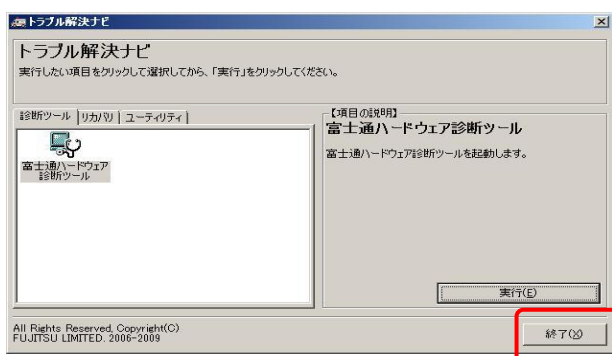 トラブル解決ナビ
トラブル解決ナビ
実行したい項目をクリックして選択してから、「実行」をクリックしてください。
診断ツール リカバリ ユーティリティ
富士通ハードウェア
診断ツール
【項目の説明】
富士通ハードウェア診断ツール
富士通ハードウェア診断ツールを起動します。
実行(E)
All Rights Reserved, Copyright(C)
FUJITSU LIMITED. 2006-2009
終了(X)